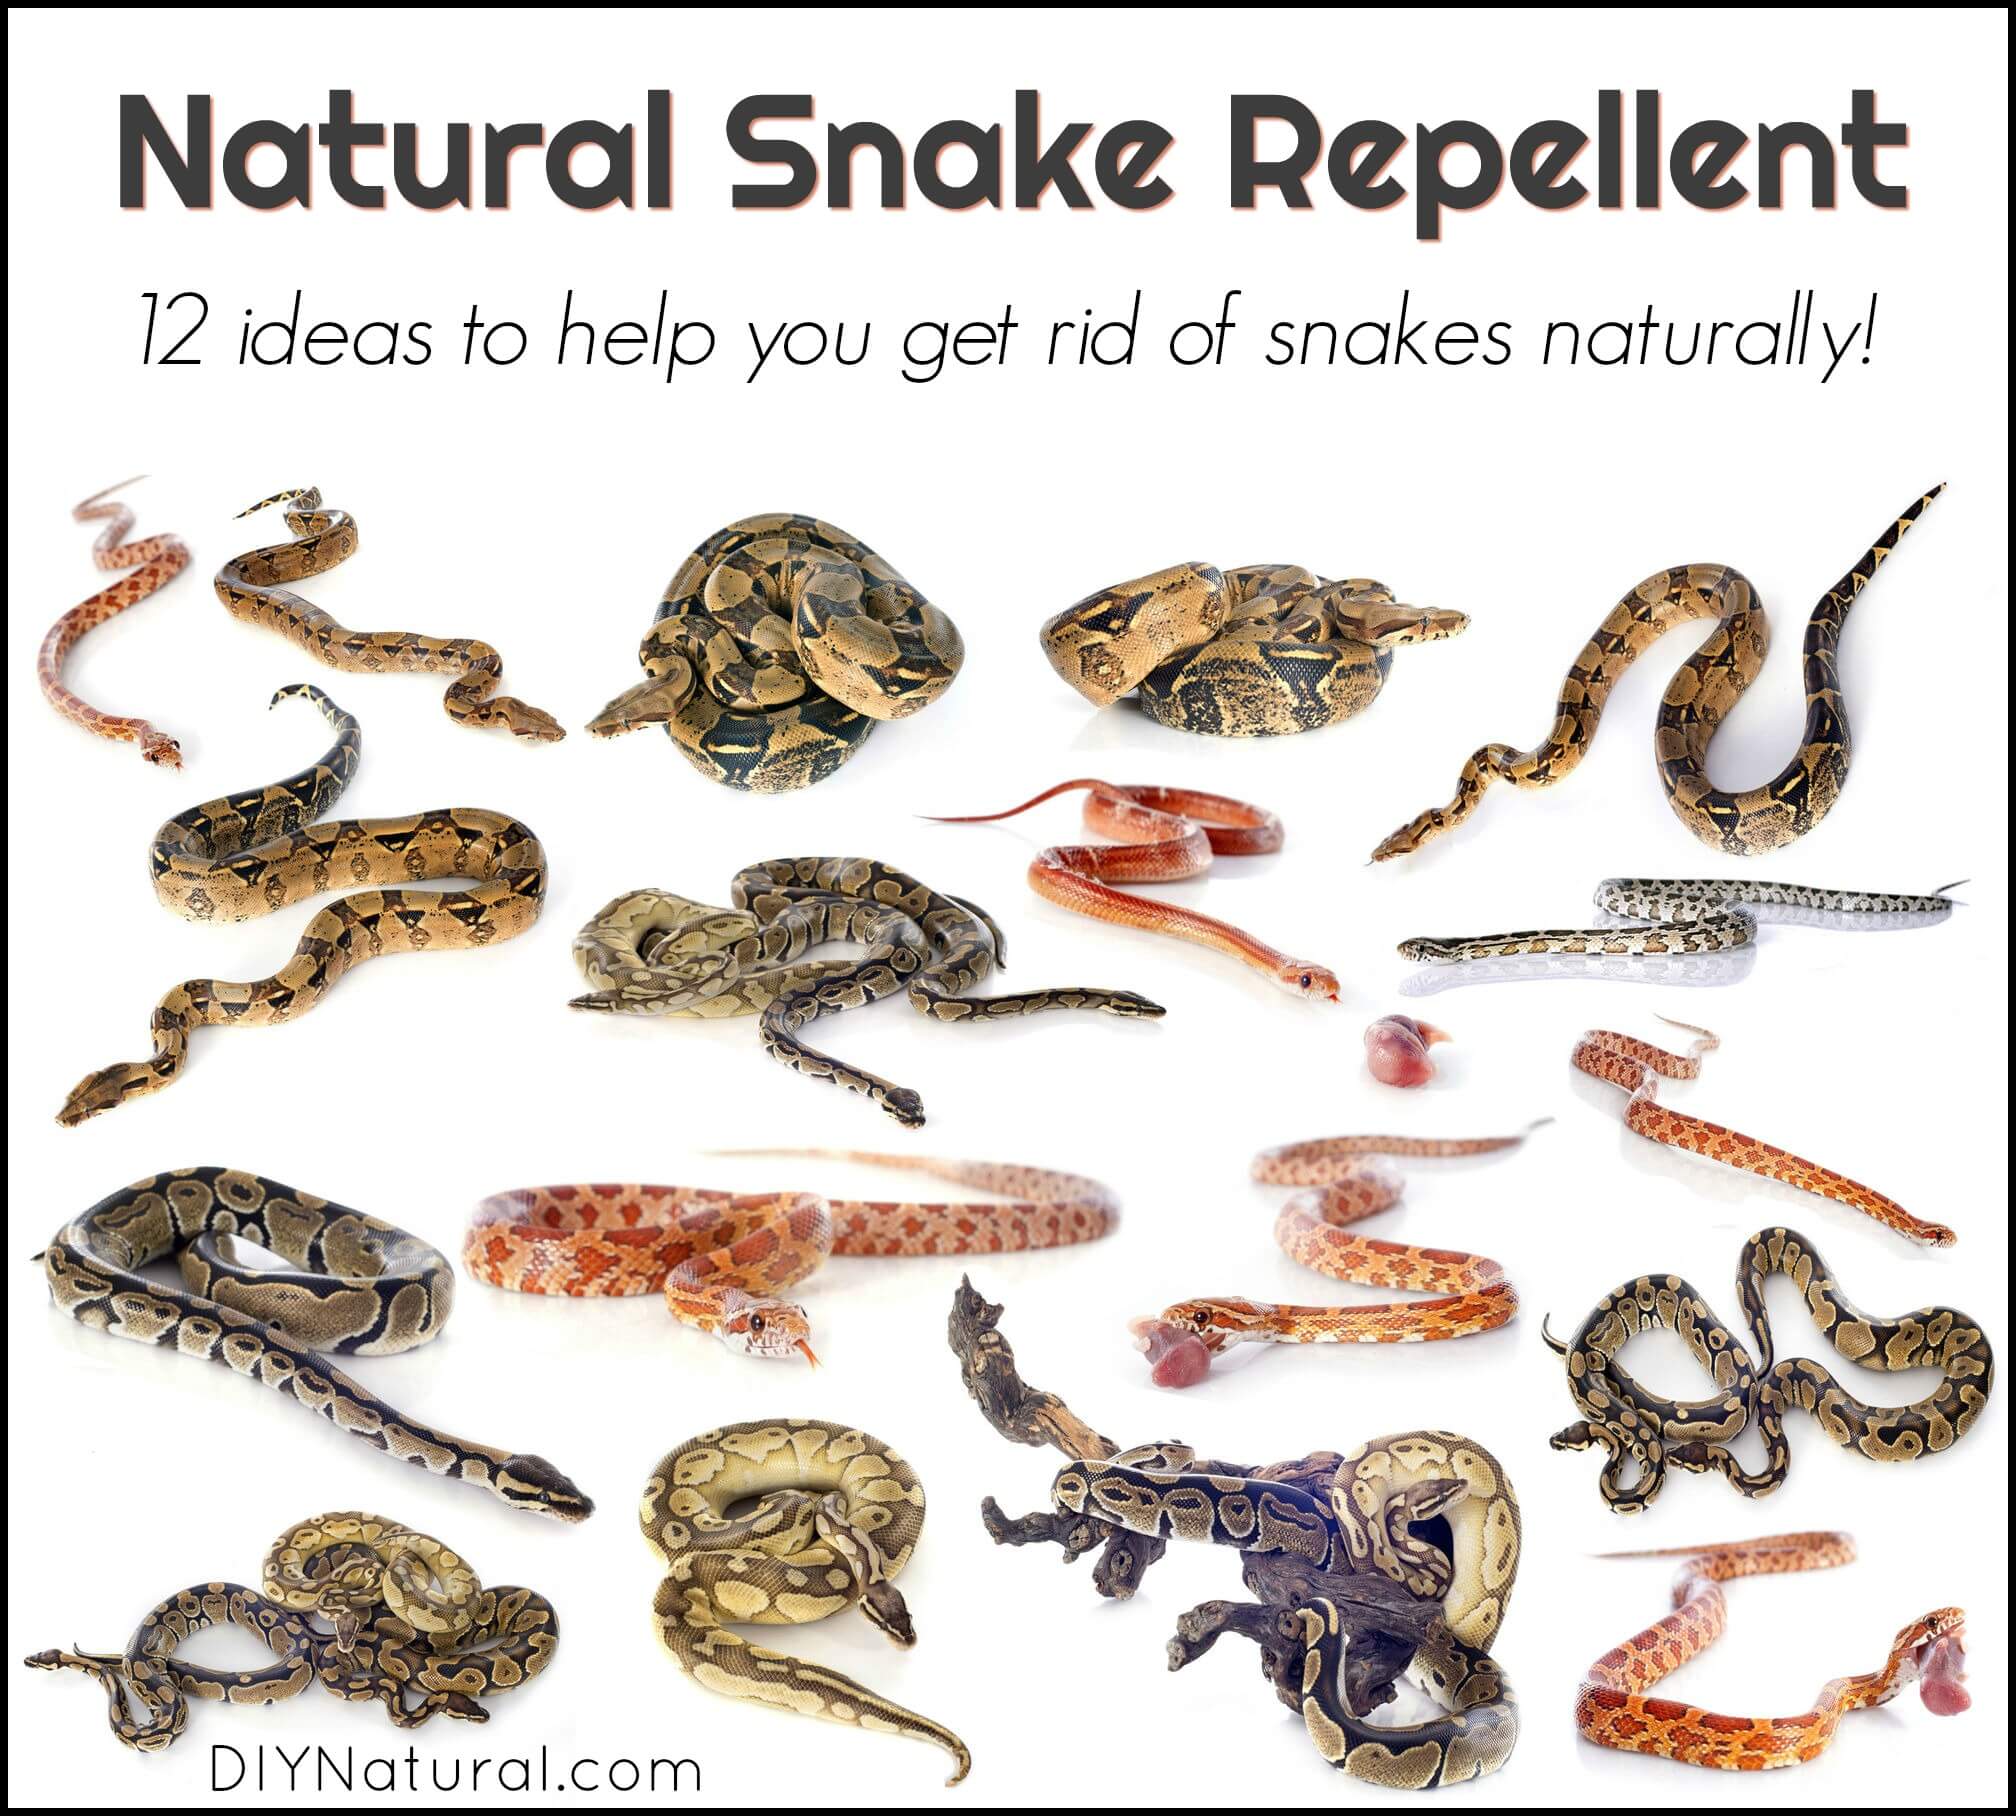 Natural Snake Repellent
12 ideas to help you get rid of snakes naturally!
DIYNatural.com